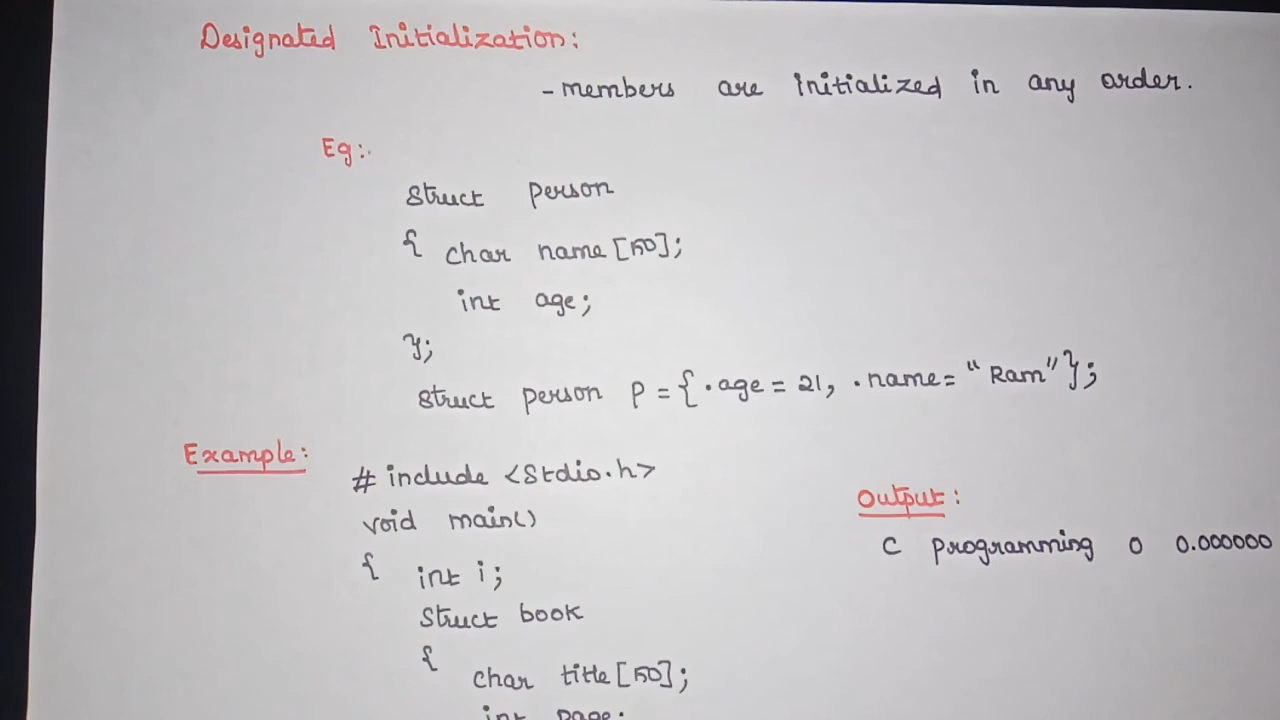 Designated Initialization:
- members are initialized in any order.
Eg:
struct person
{ char name[50];
int age;
};
struct person P = {.age = 21, .name = "Ram"};
Example:
# include <stdio.h>
void main()
{ int i;
struct book
{
char title[50];
int page;
Output:
C programming 0 0.000000